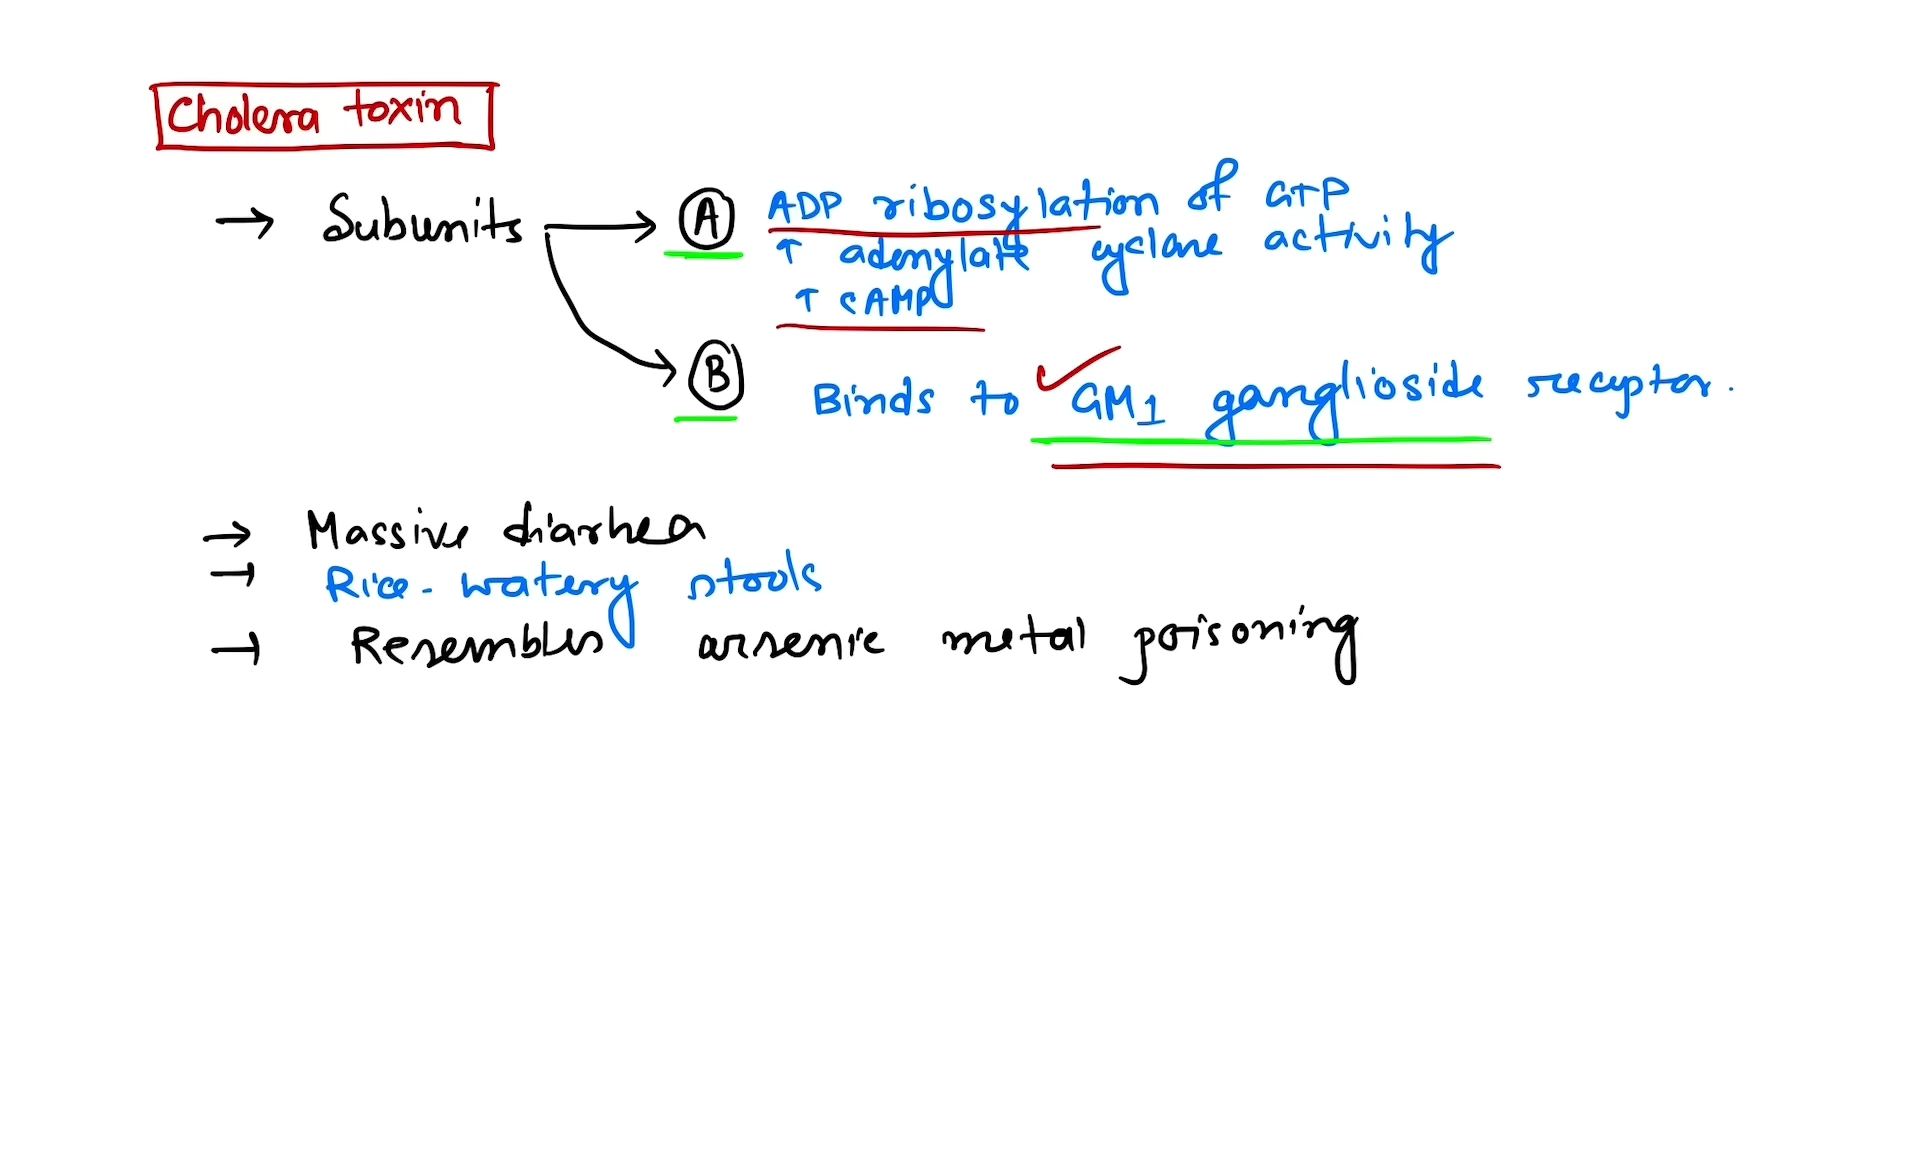 Cholera toxin
→ Subunits → A ADP ribosylation of GTP
↑ adenylate cyclase activity
↑ cAMP
→ B Binds to ✓ GM1 ganglioside receptor.
→ Massive diarhea
→ Rice-watery stools
→ Resembles arsenic metal poisoning